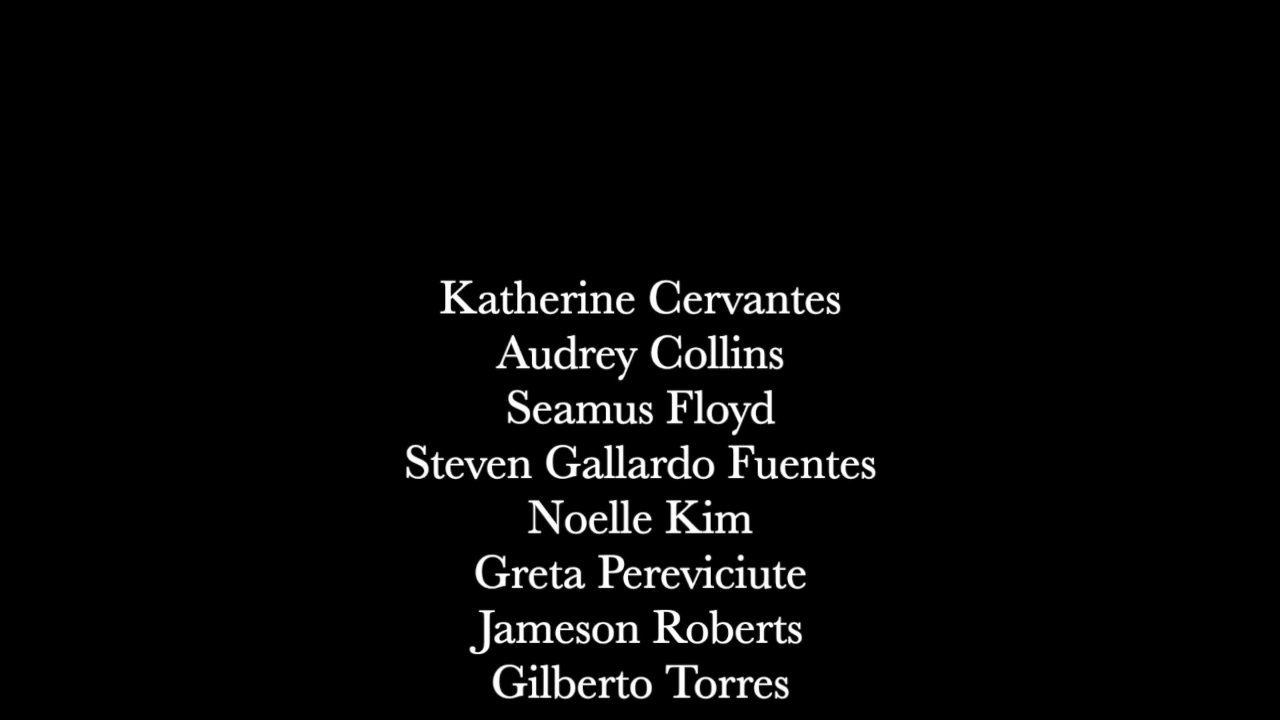 Katherine Cervantes
Audrey Collins
Seamus Floyd
Steven Gallardo Fuentes
Noelle Kim
Greta Pereviciute
Jameson Roberts
Gilberto Torres